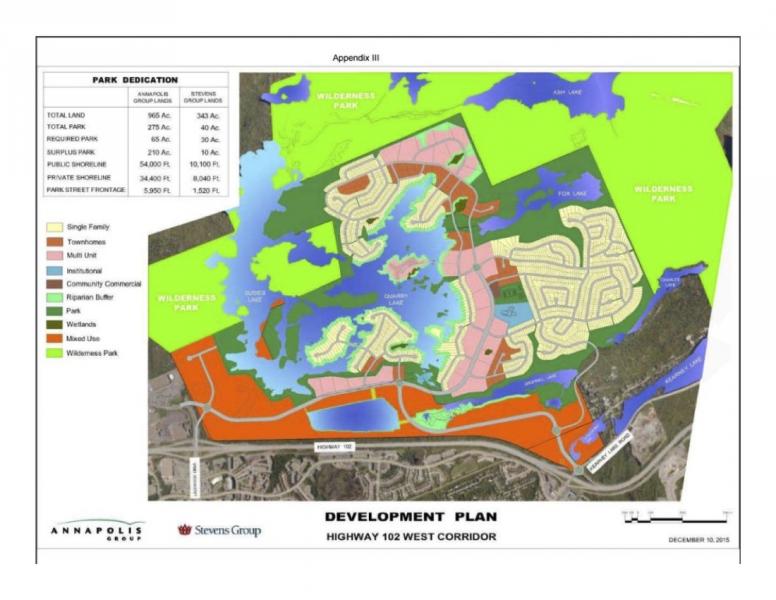 Appendix III
PARK DEDICATION
ANNAPOLIS GROUP LANDS STEVENS GROUP LANDS
TOTAL LAND 965 Ac. 343 Ac.
TOTAL PARK 275 Ac. 40 Ac.
REQUIRED PARK 65 Ac. 30 Ac.
SURPLUS PARK 210 Ac. 10 Ac.
PUBLIC SHORELINE 54,000 Ft. 10,100 Ft.
PRIVATE SHORELINE 34,400 Ft. 8,040 Ft.
PARK STREET FRONTAGE 5,950 Ft. 1,520 Ft.
Single Family
Townhomes
Multi Unit
Institutional
Community Commercial
Riparian Buffer
Park
Wetlands
Mixed Use
Wilderness Park
WILDERNESS
PARK
ASH LAKE
FOX LAKE
WILDERNESS
PARK
WILDERNESS
PARK
SUSIES
LAKE
QUARRY
LAKE
KEARNEY LAKE
HIGHWAY 102
KEARNEY LAKE ROAD
ANNAPOLIS
GROUP
Stevens Group
DEVELOPMENT PLAN
HIGHWAY 102 WEST CORRIDOR
DECEMBER 10, 2015